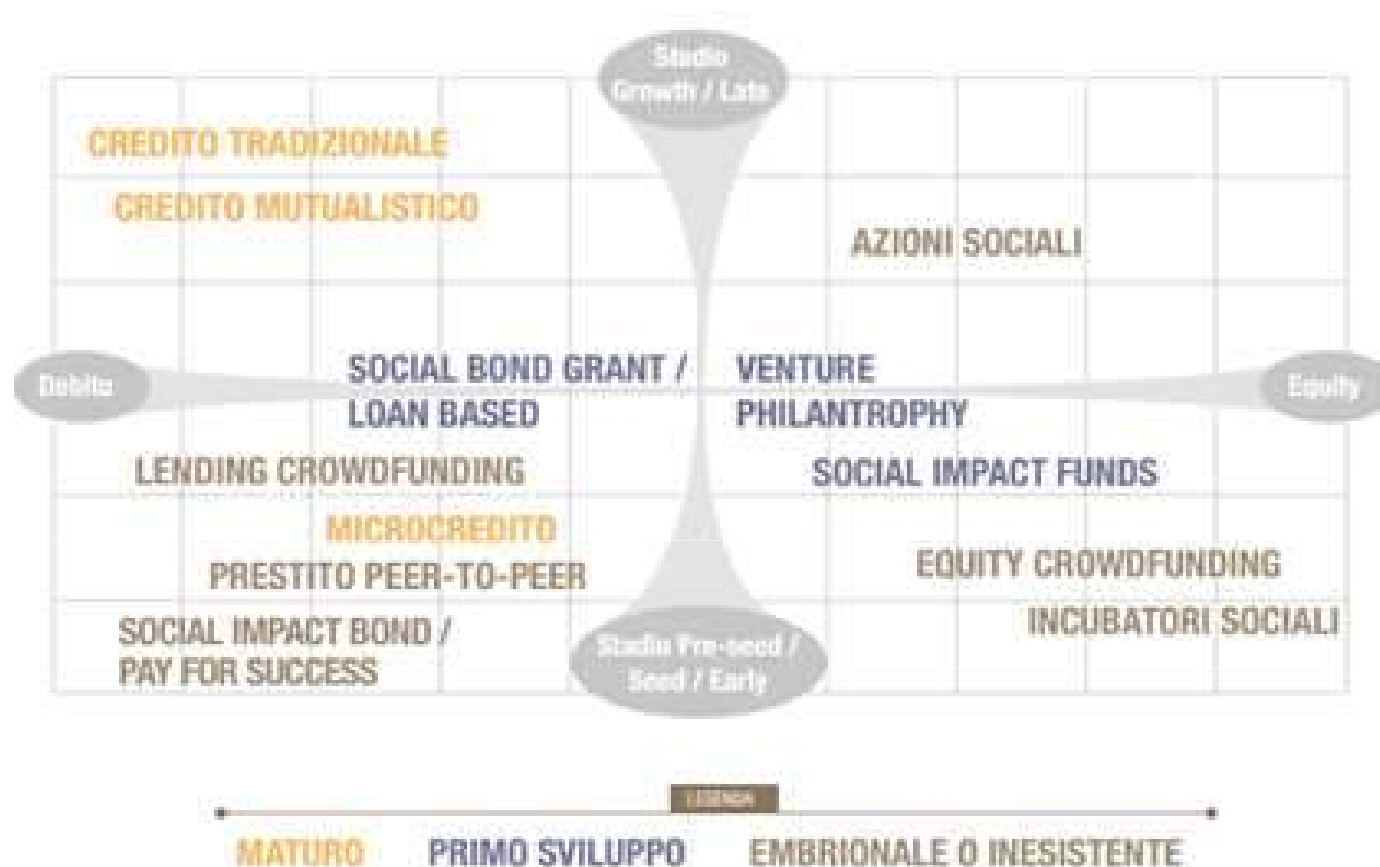 Stadio
Growth / Late
CREDITO TRADIZIONALE
CREDITO MUTUALISTICO
AZIONI SOCIALI
Debito
SOCIAL BOND GRANT /
LOAN BASED
VENTURE
PHILANTROPHY
Equity
LENDING CROWDFUNDING
SOCIAL IMPACT FUNDS
MICROCREDITO
PRESTITO PEER-TO-PEER
EQUITY CROWDFUNDING
INCUBATORI SOCIALI
SOCIAL IMPACT BOND /
PAY FOR SUCCESS
Stadio Pre-seed /
Seed / Early
LEGENDA
MATURO
PRIMO SVILUPPO
EMBRIONALE O INESISTENTE